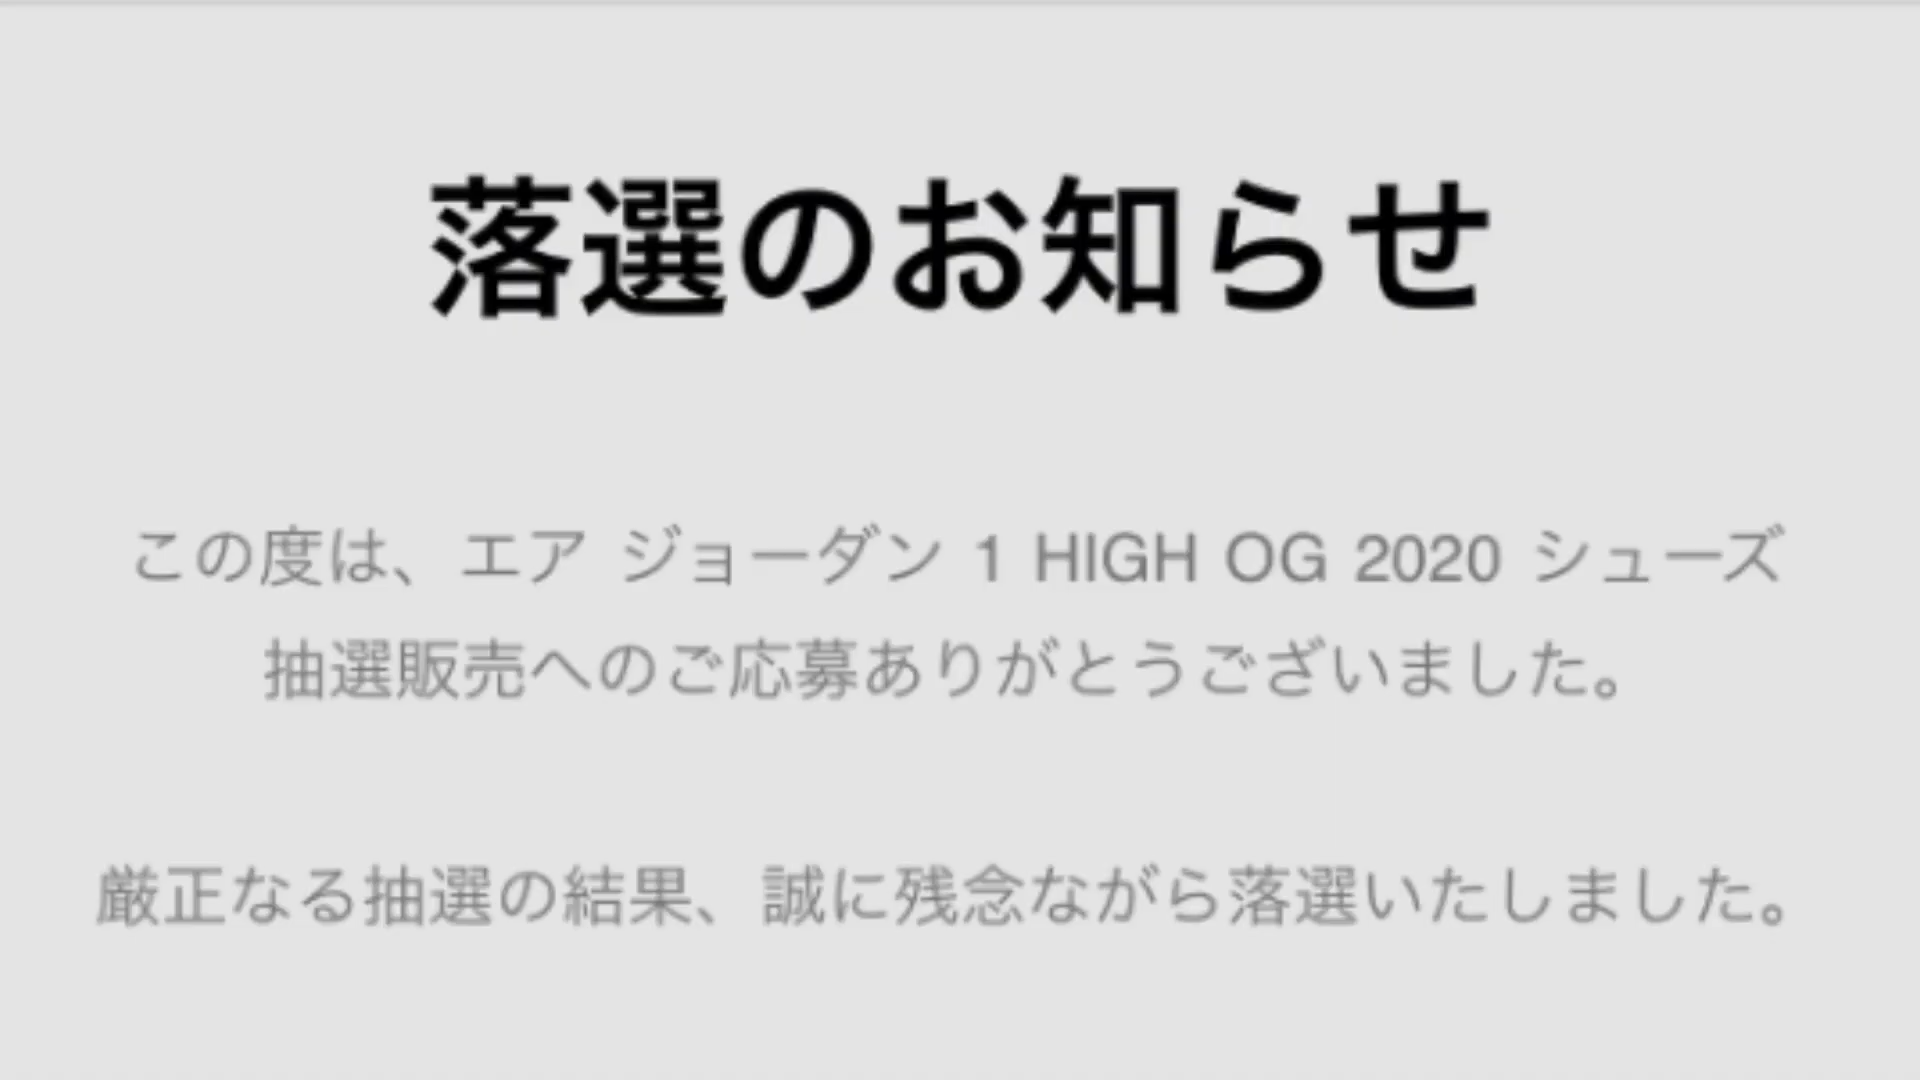 落選のお知らせ
この度は、エア ジョーダン 1 HIGH OG 2020 シューズ
抽選販売へのご応募ありがとうございました。
厳正なる抽選の結果、誠に残念ながら落選いたしました。